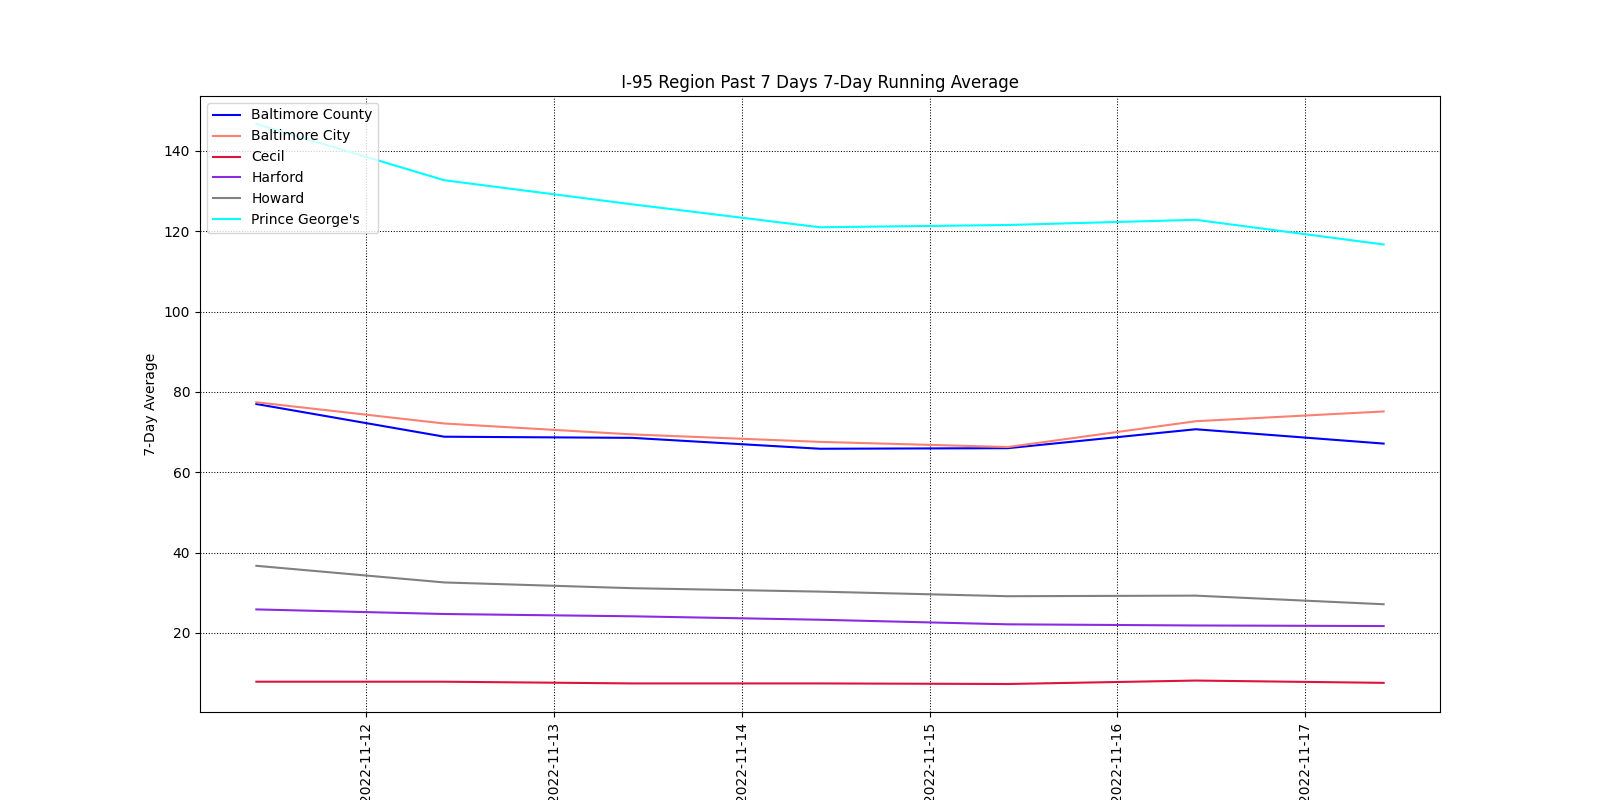 I-95 Region Past 7 Days 7-Day Running Average
Baltimore County
Baltimore City
Cecil
Harford
Howard
Prince George's
7-Day Average
140
120
100
80
60
40
20
2022-11-12
2022-11-13
2022-11-14
2022-11-15
2022-11-16
2022-11-17